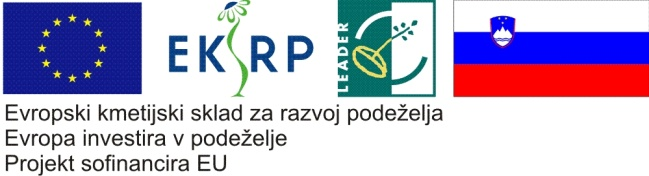 EKSRP
LEADER
Evropski kmetijski sklad za razvoj podeželja
Evropa investira v podeželje
Projekt sofinancira EU